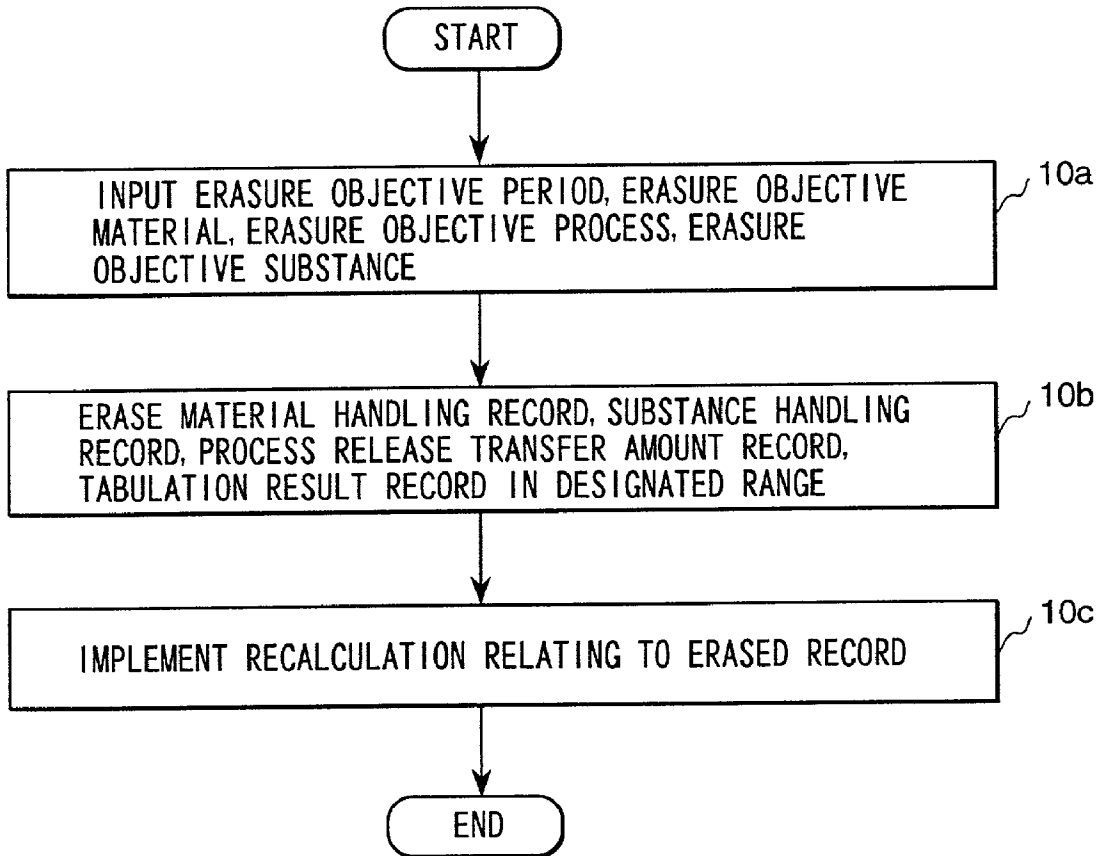 START
INPUT ERASURE OBJECTIVE PERIOD, ERASURE OBJECTIVE
MATERIAL, ERASURE OBJECTIVE PROCESS, ERASURE
OBJECTIVE SUBSTANCE
10a
ERASE MATERIAL HANDLING RECORD, SUBSTANCE HANDLING
RECORD, PROCESS RELEASE TRANSFER AMOUNT RECORD,
TABULATION RESULT RECORD IN DESIGNATED RANGE
10b
IMPLEMENT RECALCULATION RELATING TO ERASED RECORD
10c
END